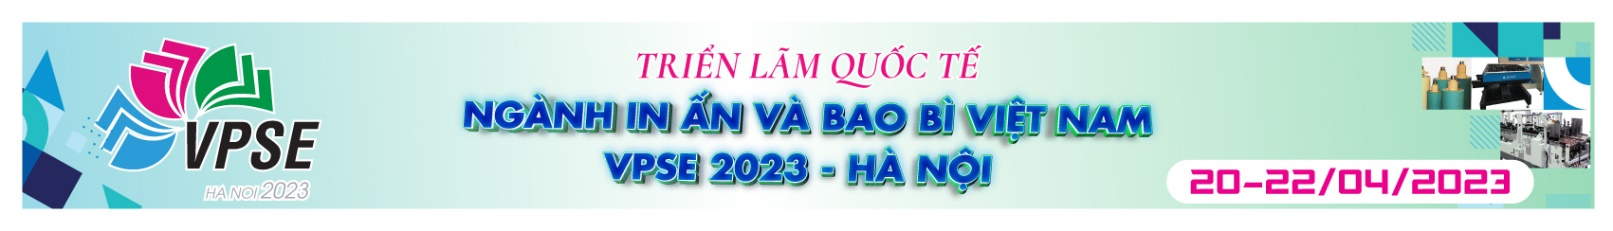 VPSE
HA NOI 2023
TRIỂN LÃM QUỐC TẾ
NGÀNH IN ẤN VÀ BAO BÌ VIỆT NAM
VPSE 2023 - HÀ NỘI
20-22/04/2023